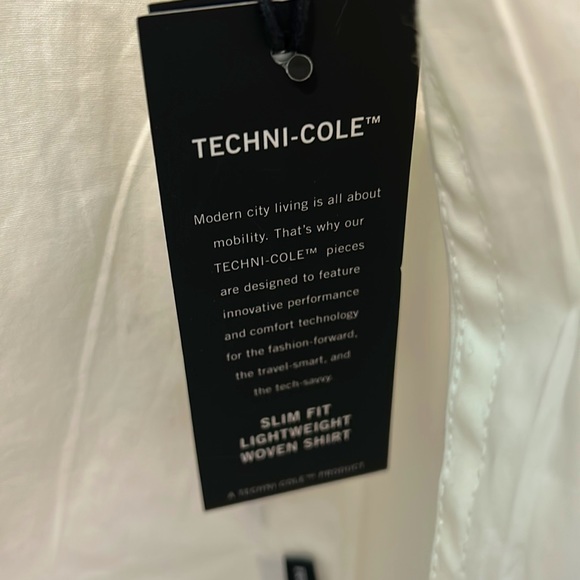 TECHNI-COLE™
Modern city living is all about
mobility. That's why our
TECHNI-COLE™ pieces
are designed to feature
innovative performance
and comfort technology
for the fashion-forward,
the travel-smart, and
the tech-savvy.
SLIM FIT
LIGHTWEIGHT
WOVEN SHIRT
A TECHNI-COLE™ PRODUCT